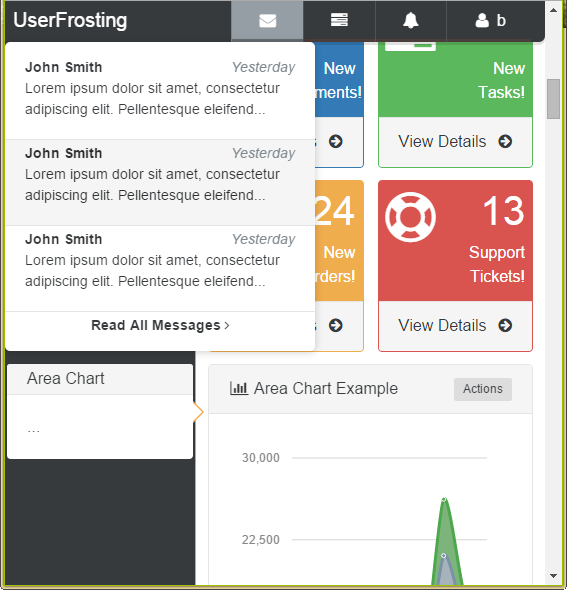 UserFrosting
b
John Smith Yesterday
Lorem ipsum dolor sit amet, consectetur
adipiscing elit. Pellentesque eleifend...
John Smith Yesterday
Lorem ipsum dolor sit amet, consectetur
adipiscing elit. Pellentesque eleifend...
John Smith Yesterday
Lorem ipsum dolor sit amet, consectetur
adipiscing elit. Pellentesque eleifend...
Read All Messages
New
ments!
New
Tasks!
View Details
24
New
rders!
13
Support
Tickets!
s
View Details
Area Chart
...
Area Chart Example
Actions
30,000
22,500